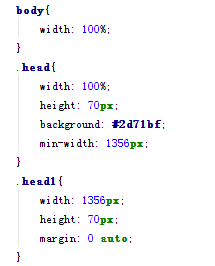 body{
    width: 100%;
}
.head{
    width: 100%;
    height: 70px;
    background: #2d71bf;
    min-width: 1356px;
}
.head1{
    width: 1356px;
    height: 70px;
    margin: 0 auto;
}